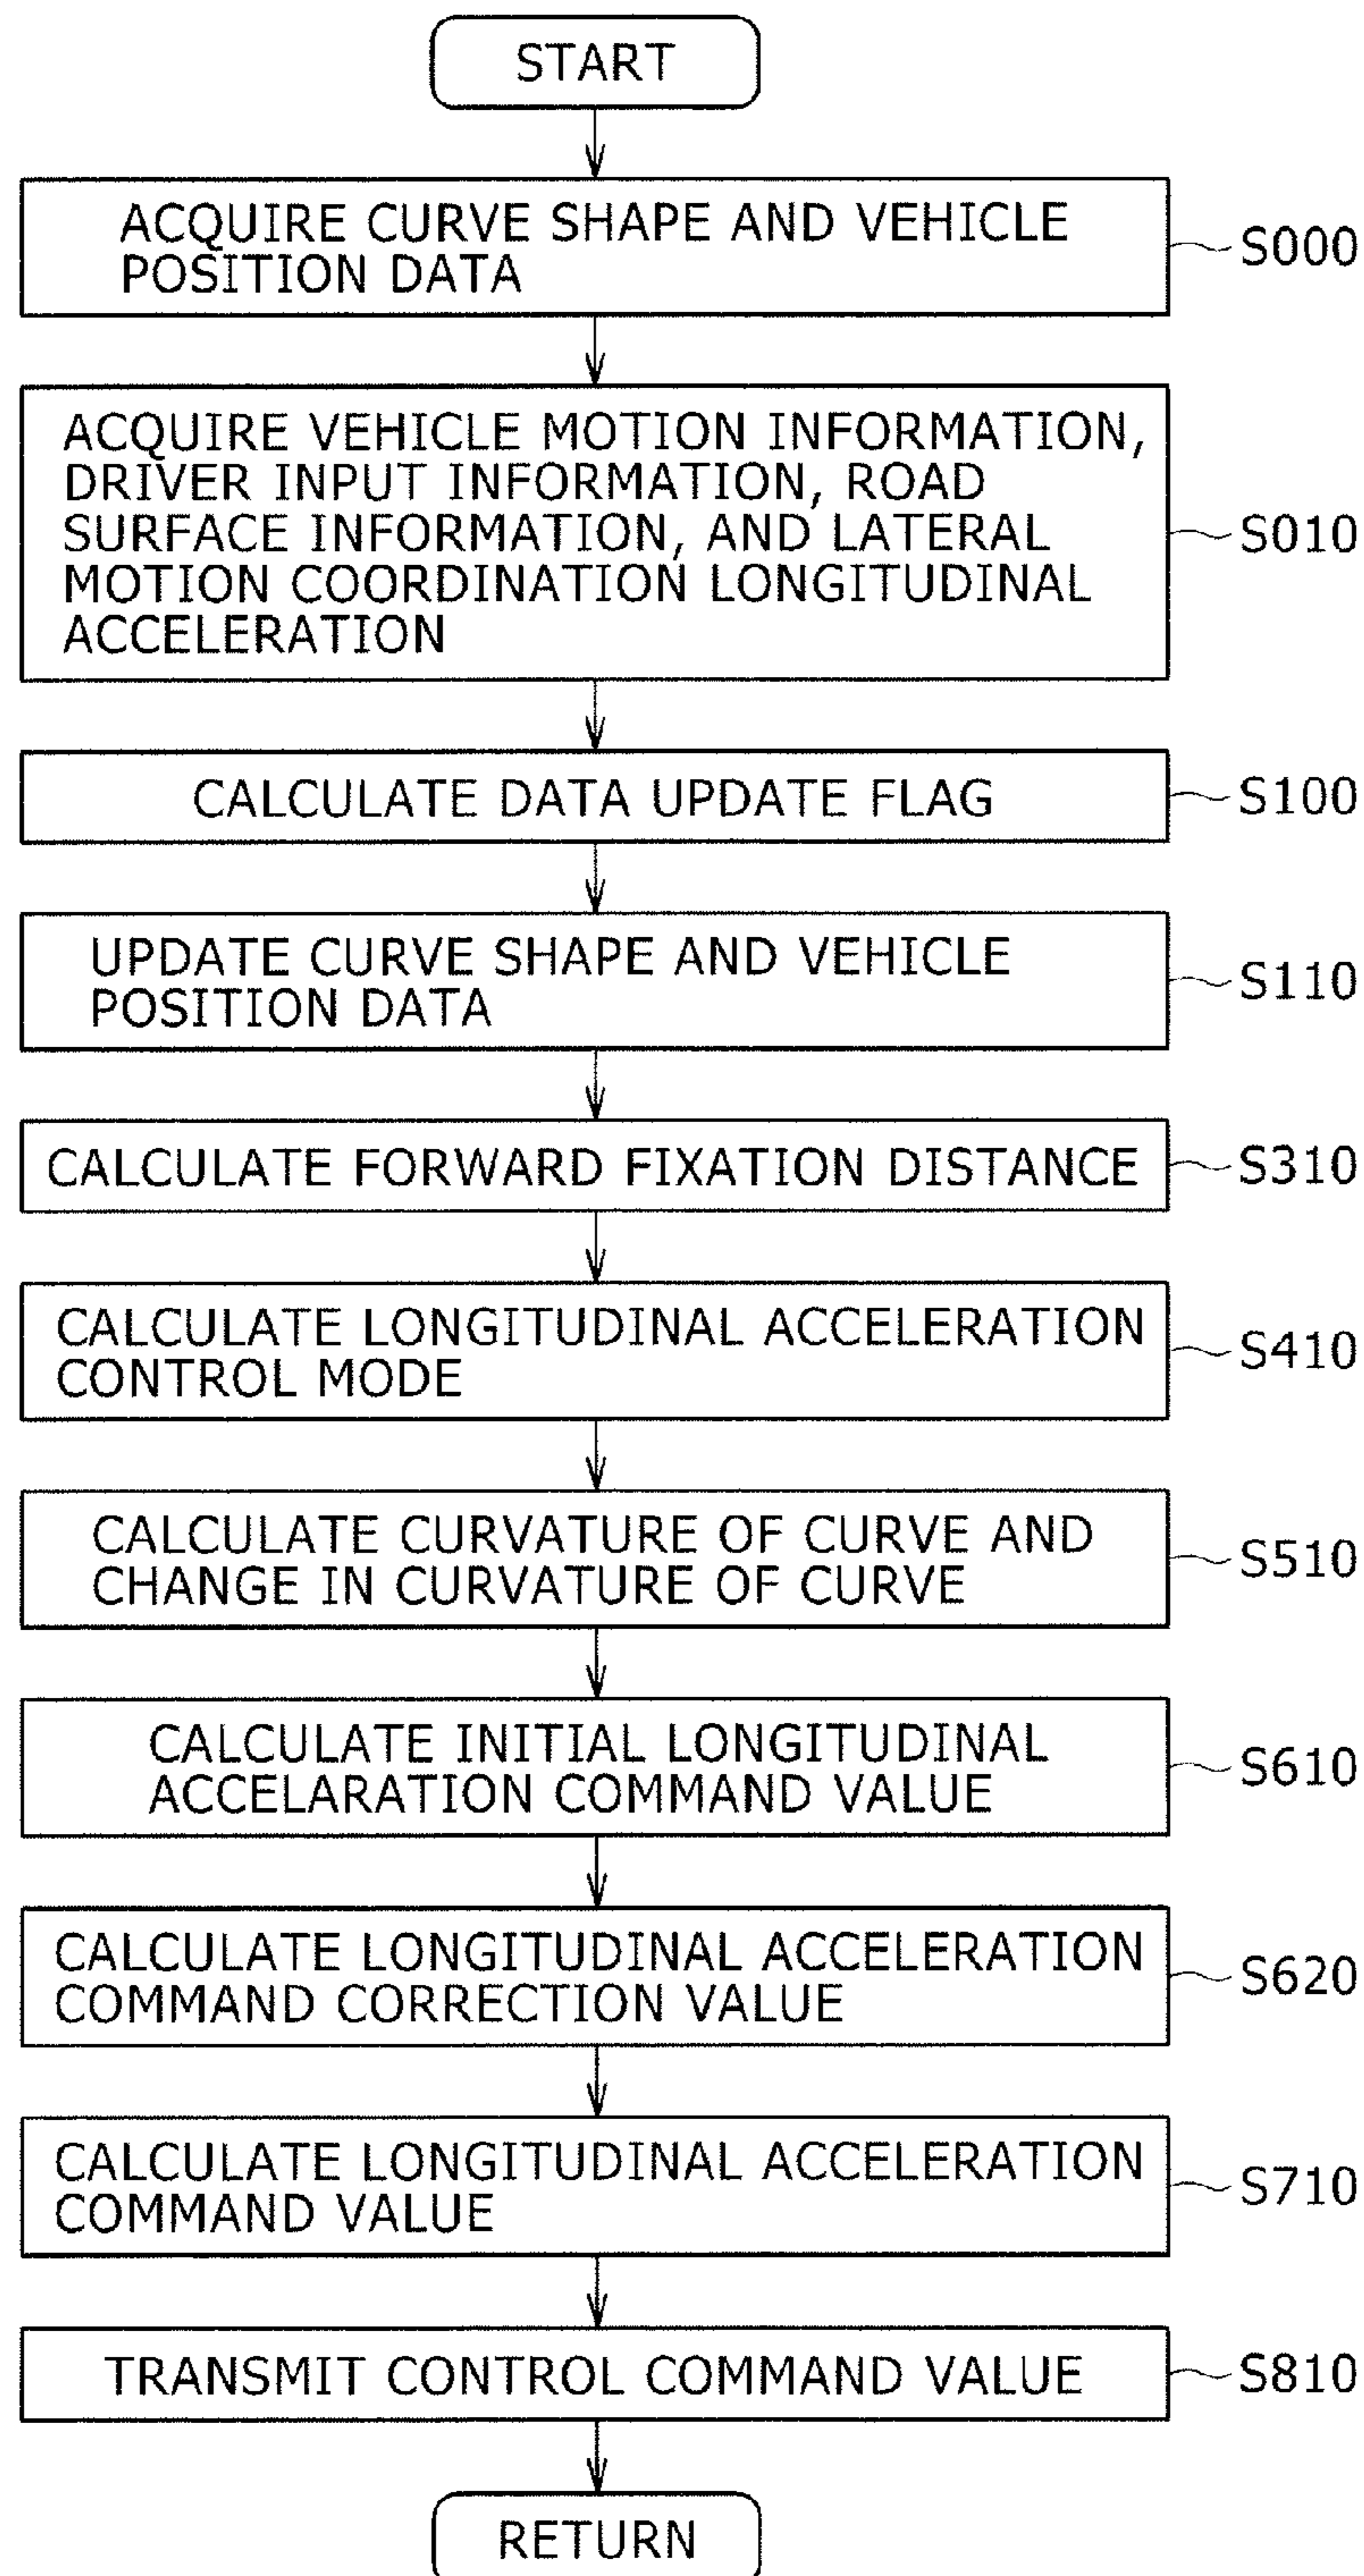 START
ACQUIRE CURVE SHAPE AND VEHICLE
POSITION DATA
S000
ACQUIRE VEHICLE MOTION INFORMATION,
DRIVER INPUT INFORMATION, ROAD
SURFACE INFORMATION, AND LATERAL
MOTION COORDINATION LONGITUDINAL
ACCELERATION
S010
CALCULATE DATA UPDATE FLAG
S100
UPDATE CURVE SHAPE AND VEHICLE
POSITION DATA
S110
CALCULATE FORWARD FIXATION DISTANCE
S310
CALCULATE LONGITUDINAL ACCELERATION
CONTROL MODE
S410
CALCULATE CURVATURE OF CURVE AND
CHANGE IN CURVATURE OF CURVE
S510
CALCULATE INITIAL LONGITUDINAL
ACCELARATION COMMAND VALUE
S610
CALCULATE LONGITUDINAL ACCELERATION
COMMAND CORRECTION VALUE
S620
CALCULATE LONGITUDINAL ACCELERATION
COMMAND VALUE
S710
TRANSMIT CONTROL COMMAND VALUE
S810
RETURN